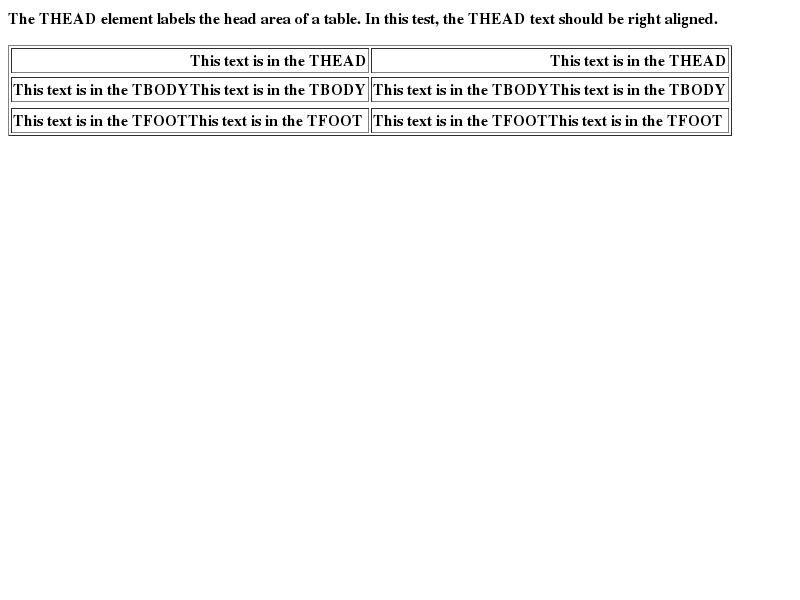 The THEAD element labels the head area of a table. In this test, the THEAD text should be right aligned.
This text is in the THEAD This text is in the THEAD
This text is in the TBODYThis text is in the TBODY This text is in the TBODYThis text is in the TBODY
This text is in the TFOOTThis text is in the TFOOT This text is in the TFOOTThis text is in the TFOOT